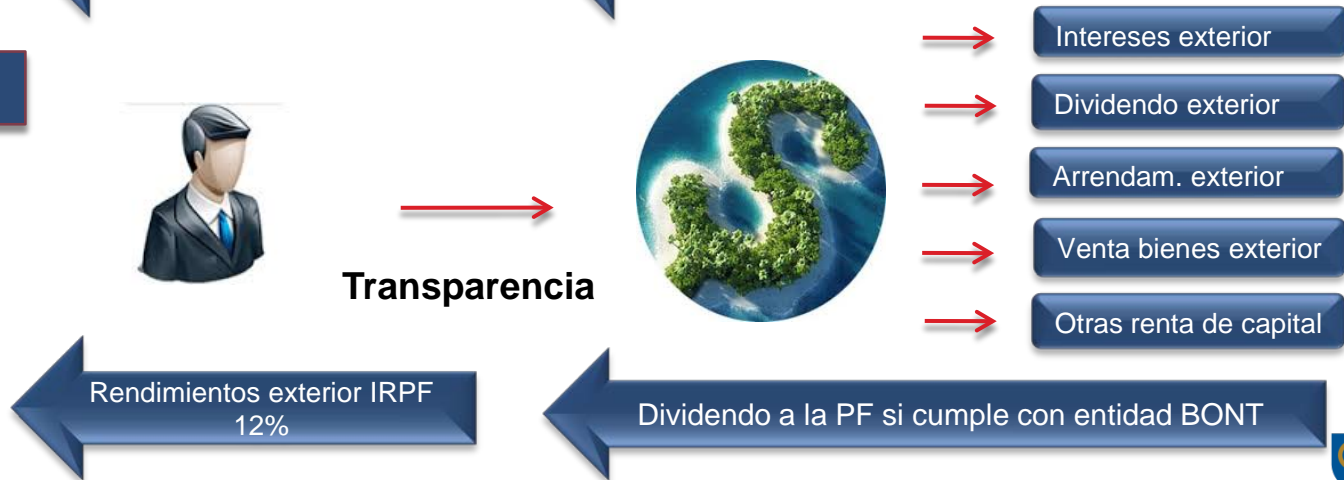 Intereses exterior
Dividendo exterior
Arrendam. exterior
Venta bienes exterior
Otras renta de capital
Transparencia
Rendimientos exterior IRPF
12%
Dividendo a la PF si cumple con entidad BONT